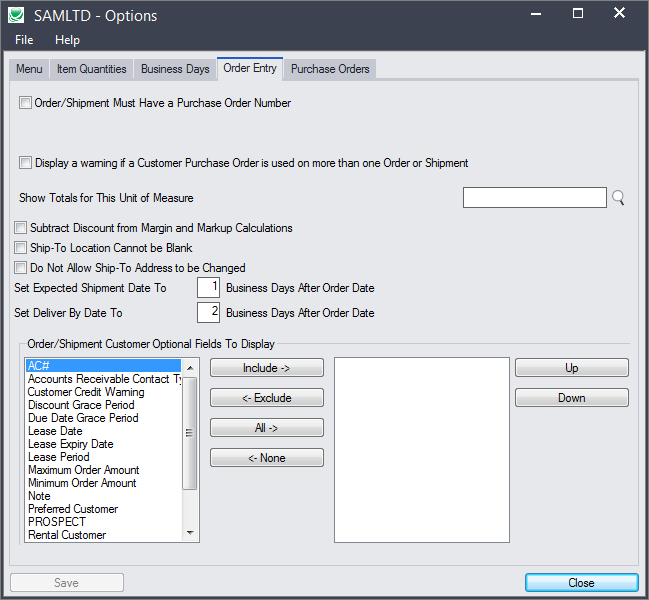 SAMLTD - Options
File Help
Menu Item Quantities Business Days Order Entry Purchase Orders
Order/Shipment Must Have a Purchase Order Number
Display a warning if a Customer Purchase Order is used on more than one Order or Shipment
Show Totals for This Unit of Measure
Subtract Discount from Margin and Markup Calculations
Ship-To Location Cannot be Blank
Do Not Allow Ship-To Address to be Changed
Set Expected Shipment Date To 1 Business Days After Order Date
Set Deliver By Date To 2 Business Days After Order Date
Order/Shipment Customer Optional Fields To Display
AC#
Accounts Receivable Contact Ty
Customer Credit Warning
Discount Grace Period
Due Date Grace Period
Lease Date
Lease Expiry Date
Lease Period
Maximum Order Amount
Minimum Order Amount
Note
Preferred Customer
PROSPECT
Rental Customer
Include ->
<- Exclude
All ->
<- None
Up
Down
Save Close